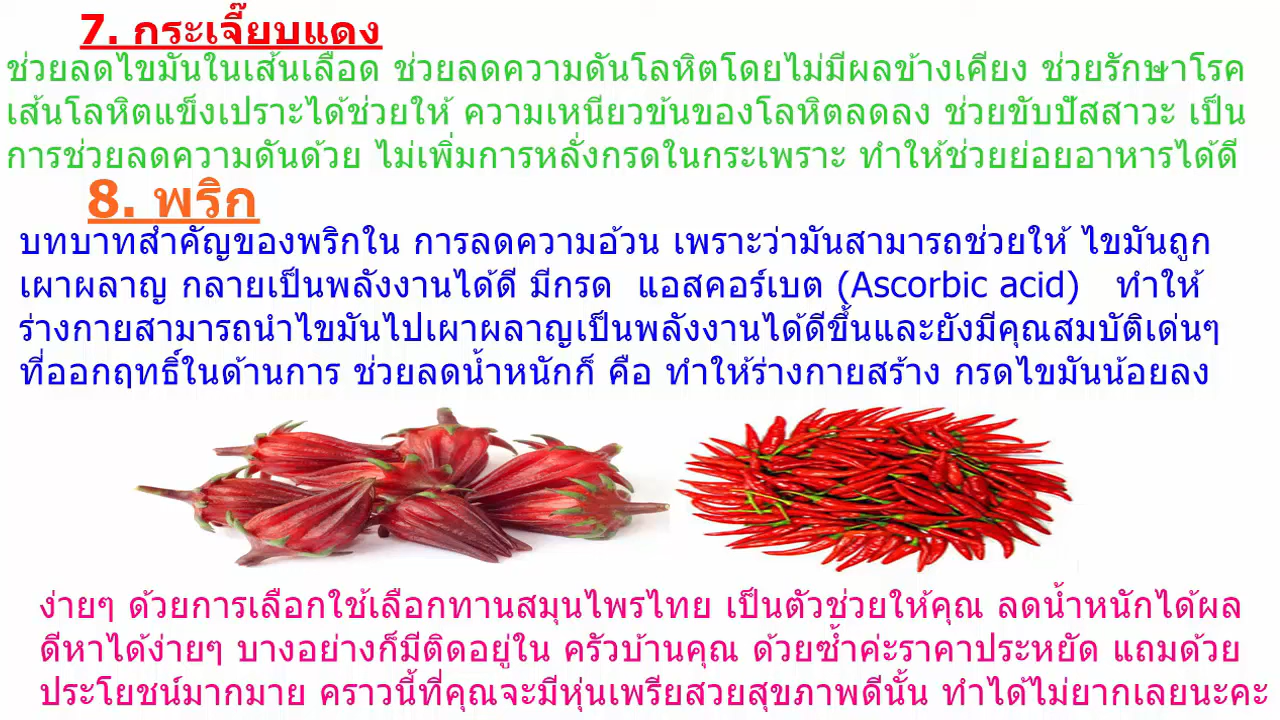 7. กระเจี๊ยบแดง
ช่วยลดไขมันในเส้นเลือด ช่วยลดความดันโลหิตโดยไม่มีผลข้างเคียง ช่วยรักษาโรค
เส้นโลหิตแข็งเปราะได้ช่วยให้ ความเหนียวข้นของโลหิตลดลง ช่วยขับปัสสาวะ เป็น
การช่วยลดความดันด้วย ไม่เพิ่มการหลั่งกรดในกระเพราะ ทำให้ช่วยย่อยอาหารได้ดี
8. พริก
บทบาทสำคัญของพริกใน การลดความอ้วน เพราะว่ามันสามารถช่วยให้ ไขมันถูก
เผาผลาญ กลายเป็นพลังงานได้ดี มีกรด แอสคอร์เบต (Ascorbic acid) ทำให้
ร่างกายสามารถนำไขมันไปเผาผลาญเป็นพลังงานได้ดีขึ้นและยังมีคุณสมบัติเด่นๆ
ที่ออกฤทธิ์ในด้านการ ช่วยลดน้ำหนักก็ คือ ทำให้ร่างกายสร้าง กรดไขมันน้อยลง
ง่ายๆ ด้วยการเลือกใช้เลือกทานสมุนไพรไทย เป็นตัวช่วยให้คุณ ลดน้ำหนักได้ผล
ดีหาได้ง่ายๆ บางอย่างก็มีติดอยู่ใน ครัวบ้านคุณ ด้วยซ้ำค่ะราคาประหยัด แถมด้วย
ประโยชน์มากมาย คราวนี้ที่คุณจะมีหุ่นเพรียสวยสุขภาพดีนั้น ทำได้ไม่ยากเลยนะคะ